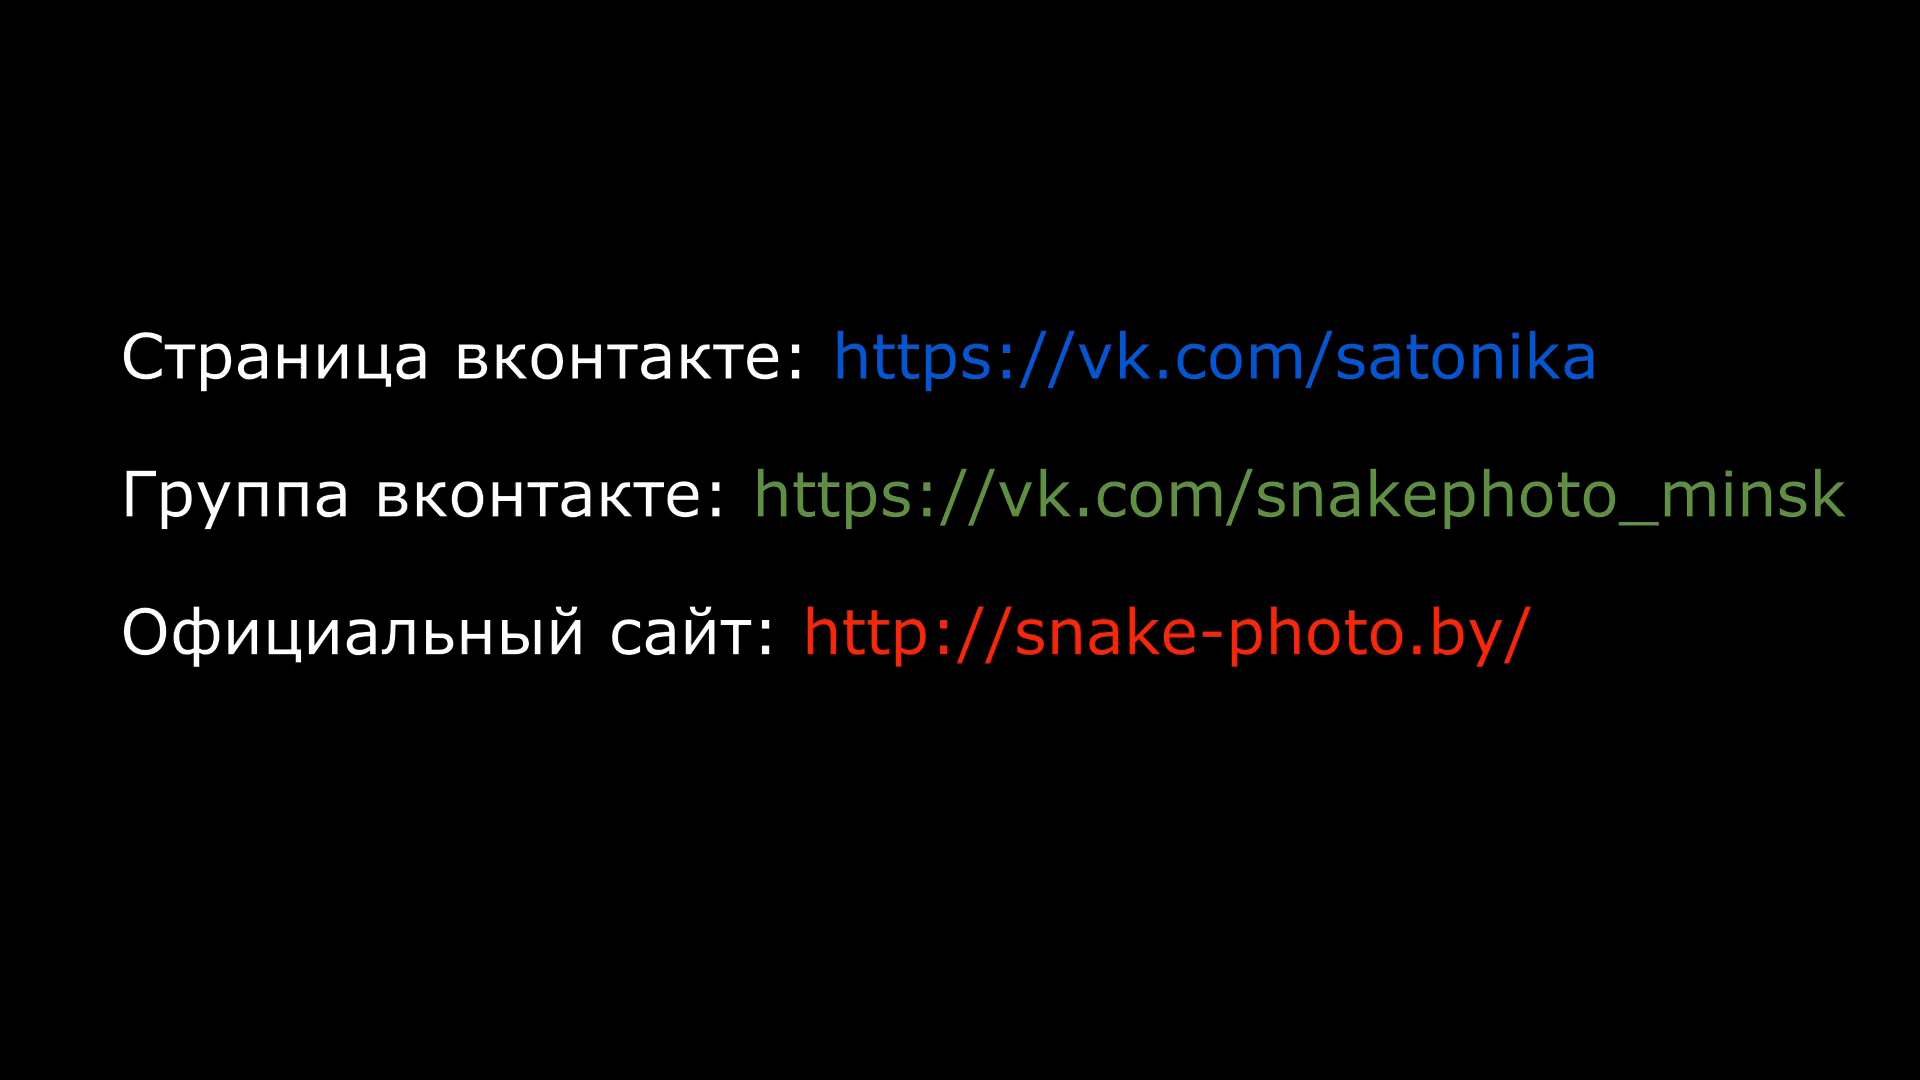 Страница вконтакте: https://vk.com/satonika
Группа вконтакте: https://vk.com/snakephoto_minsk
Официальный сайт: http://snake-photo.by/